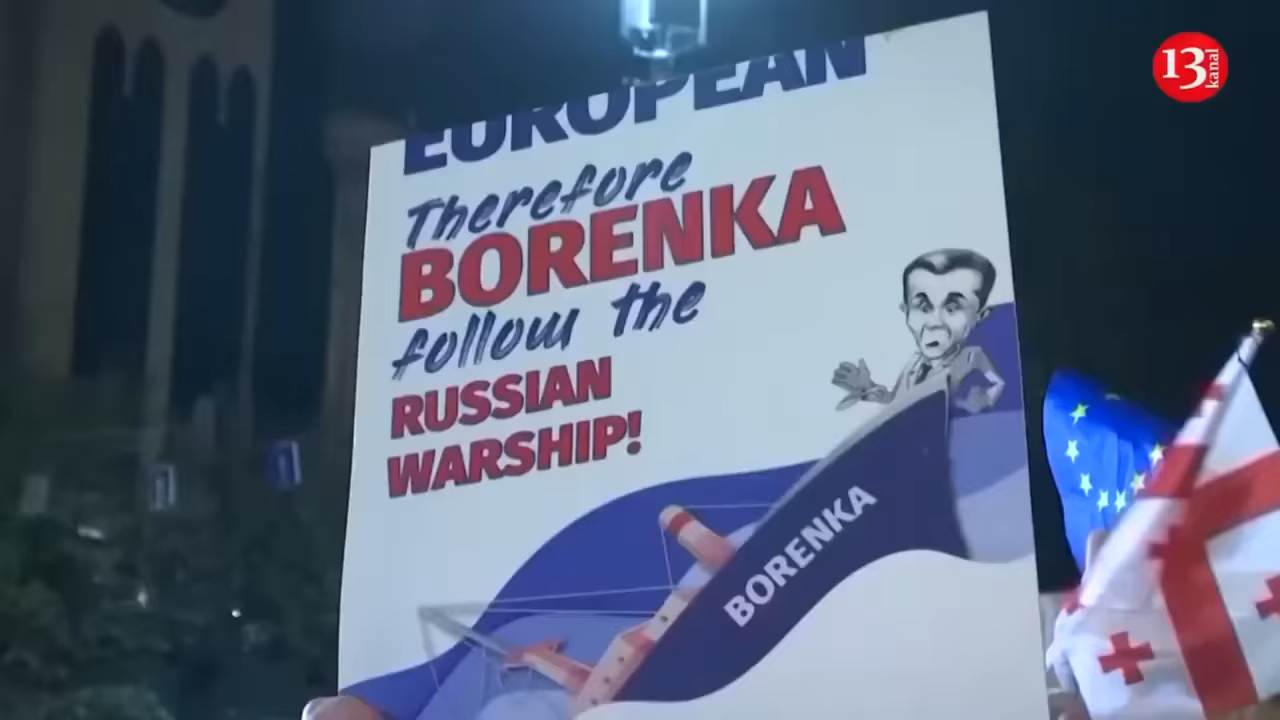 EUROPEAN
Therefore
BORENKA
follow the
RUSSIAN
WARSHIP!
BORENKA
13
kanal